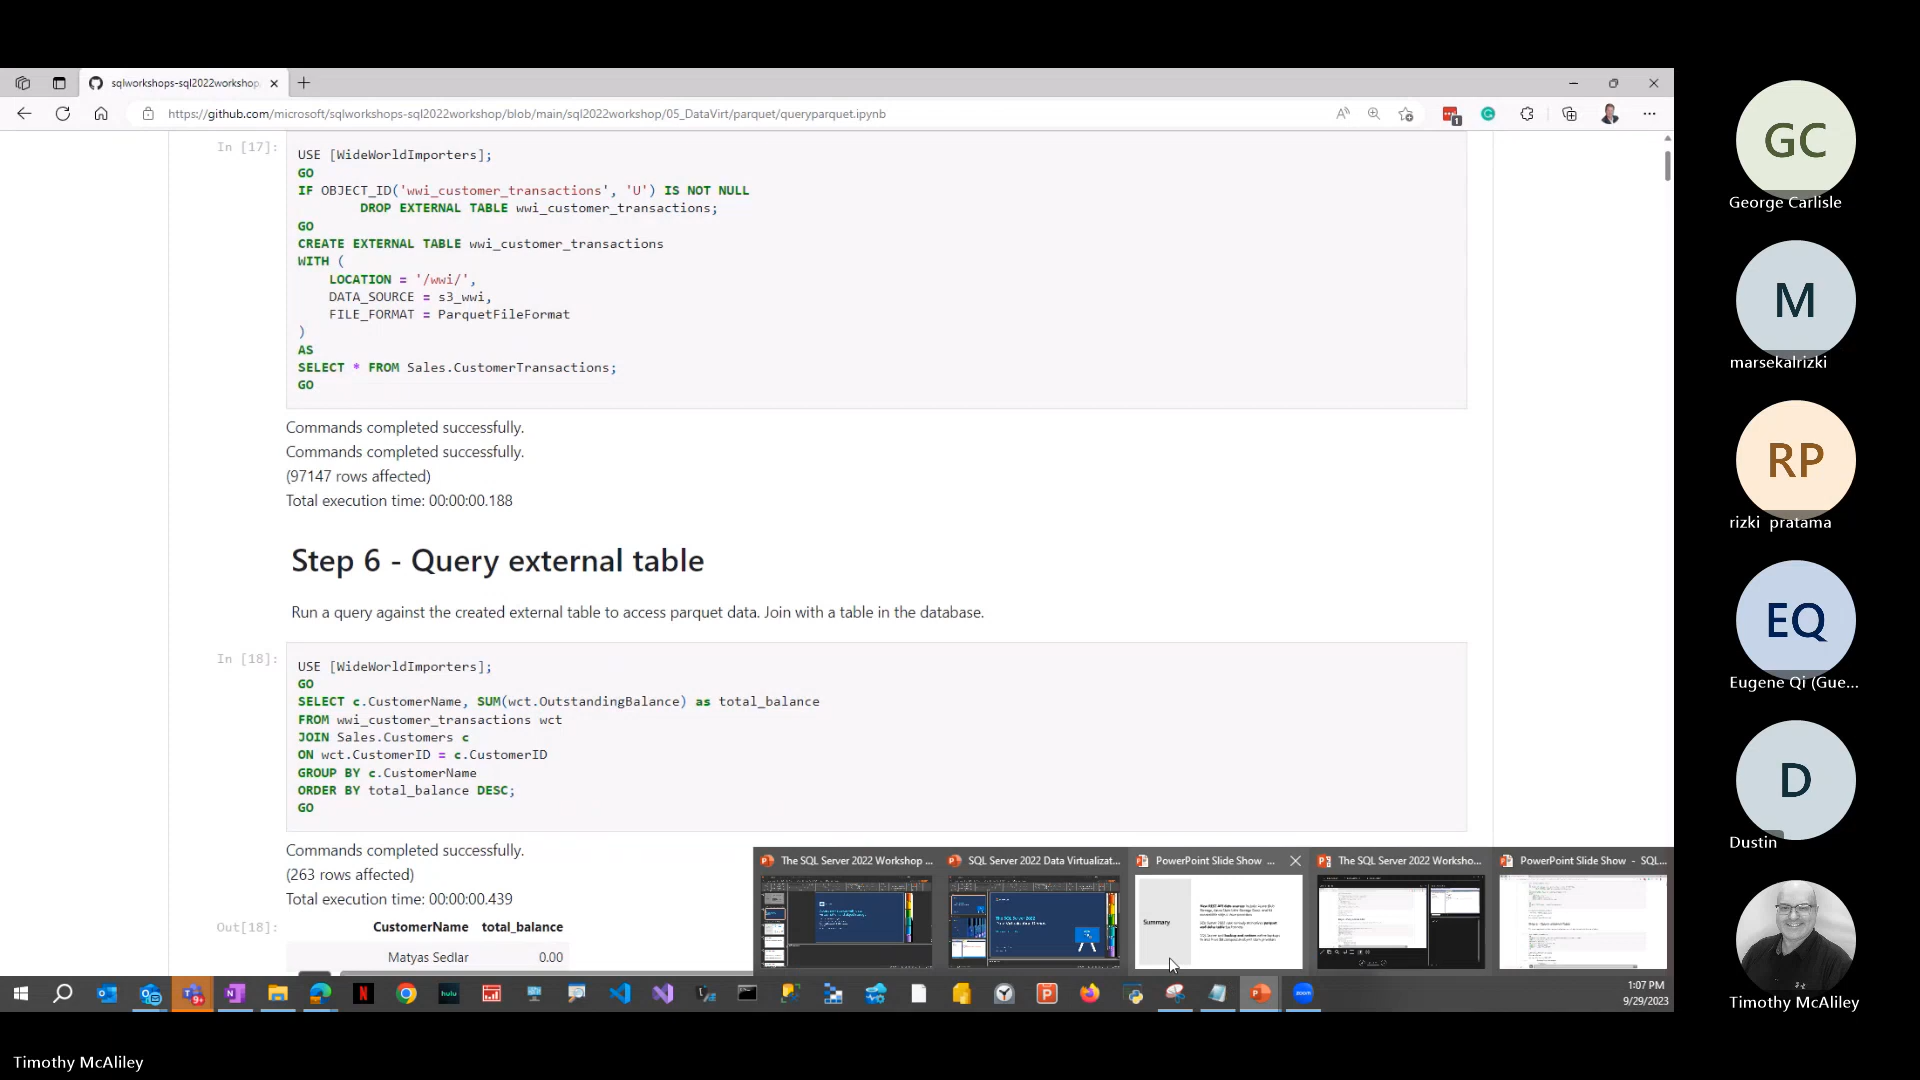 sqlworkshops-sql2022workshop
https://github.com/microsoft/sqlworkshops-sql2022workshop/blob/main/sql2022workshop/05_DataVirt/parquet/queryparquet.ipynb
In [17]:
USE [WideWorldImporters];
GO
IF OBJECT_ID('wwi_customer_transactions', 'U') IS NOT NULL
DROP EXTERNAL TABLE wwi_customer_transactions;
GO
CREATE EXTERNAL TABLE wwi_customer_transactions
WITH (
LOCATION = '/wwi/',
DATA_SOURCE = s3_wwi,
FILE_FORMAT = ParquetFileFormat
)
AS
SELECT * FROM Sales.CustomerTransactions;
GO
Commands completed successfully.
Commands completed successfully.
(97147 rows affected)
Total execution time: 00:00:00.188
Step 6 - Query external table
Run a query against the created external table to access parquet data. Join with a table in the database.
In [18]:
USE [WideWorldImporters];
GO
SELECT c.CustomerName, SUM(wct.OutstandingBalance) as total_balance
FROM wwi_customer_transactions wct
JOIN Sales.Customers c
ON wct.CustomerID = c.CustomerID
GROUP BY c.CustomerName
ORDER BY total_balance DESC;
GO
Commands completed successfully.
(263 rows affected)
Total execution time: 00:00:00.439
Out[18]:
CustomerName total_balance
Matyas Sedlar 0.00
The SQL Server 2022 Workshop ...
SQL Server 2022 Data Virtualizat...
PowerPoint Slide Show ...
The SQL Server 2022 Worksho...
PowerPoint Slide Show - SQL...
Summary
hulu
zoom
1:07 PM
9/29/2023
GC
George Carlisle
M
marsekalrizki
RP
rizki pratama
EQ
Eugene Qi (Gue...
D
Dustin
Timothy McAliley
Timothy McAliley